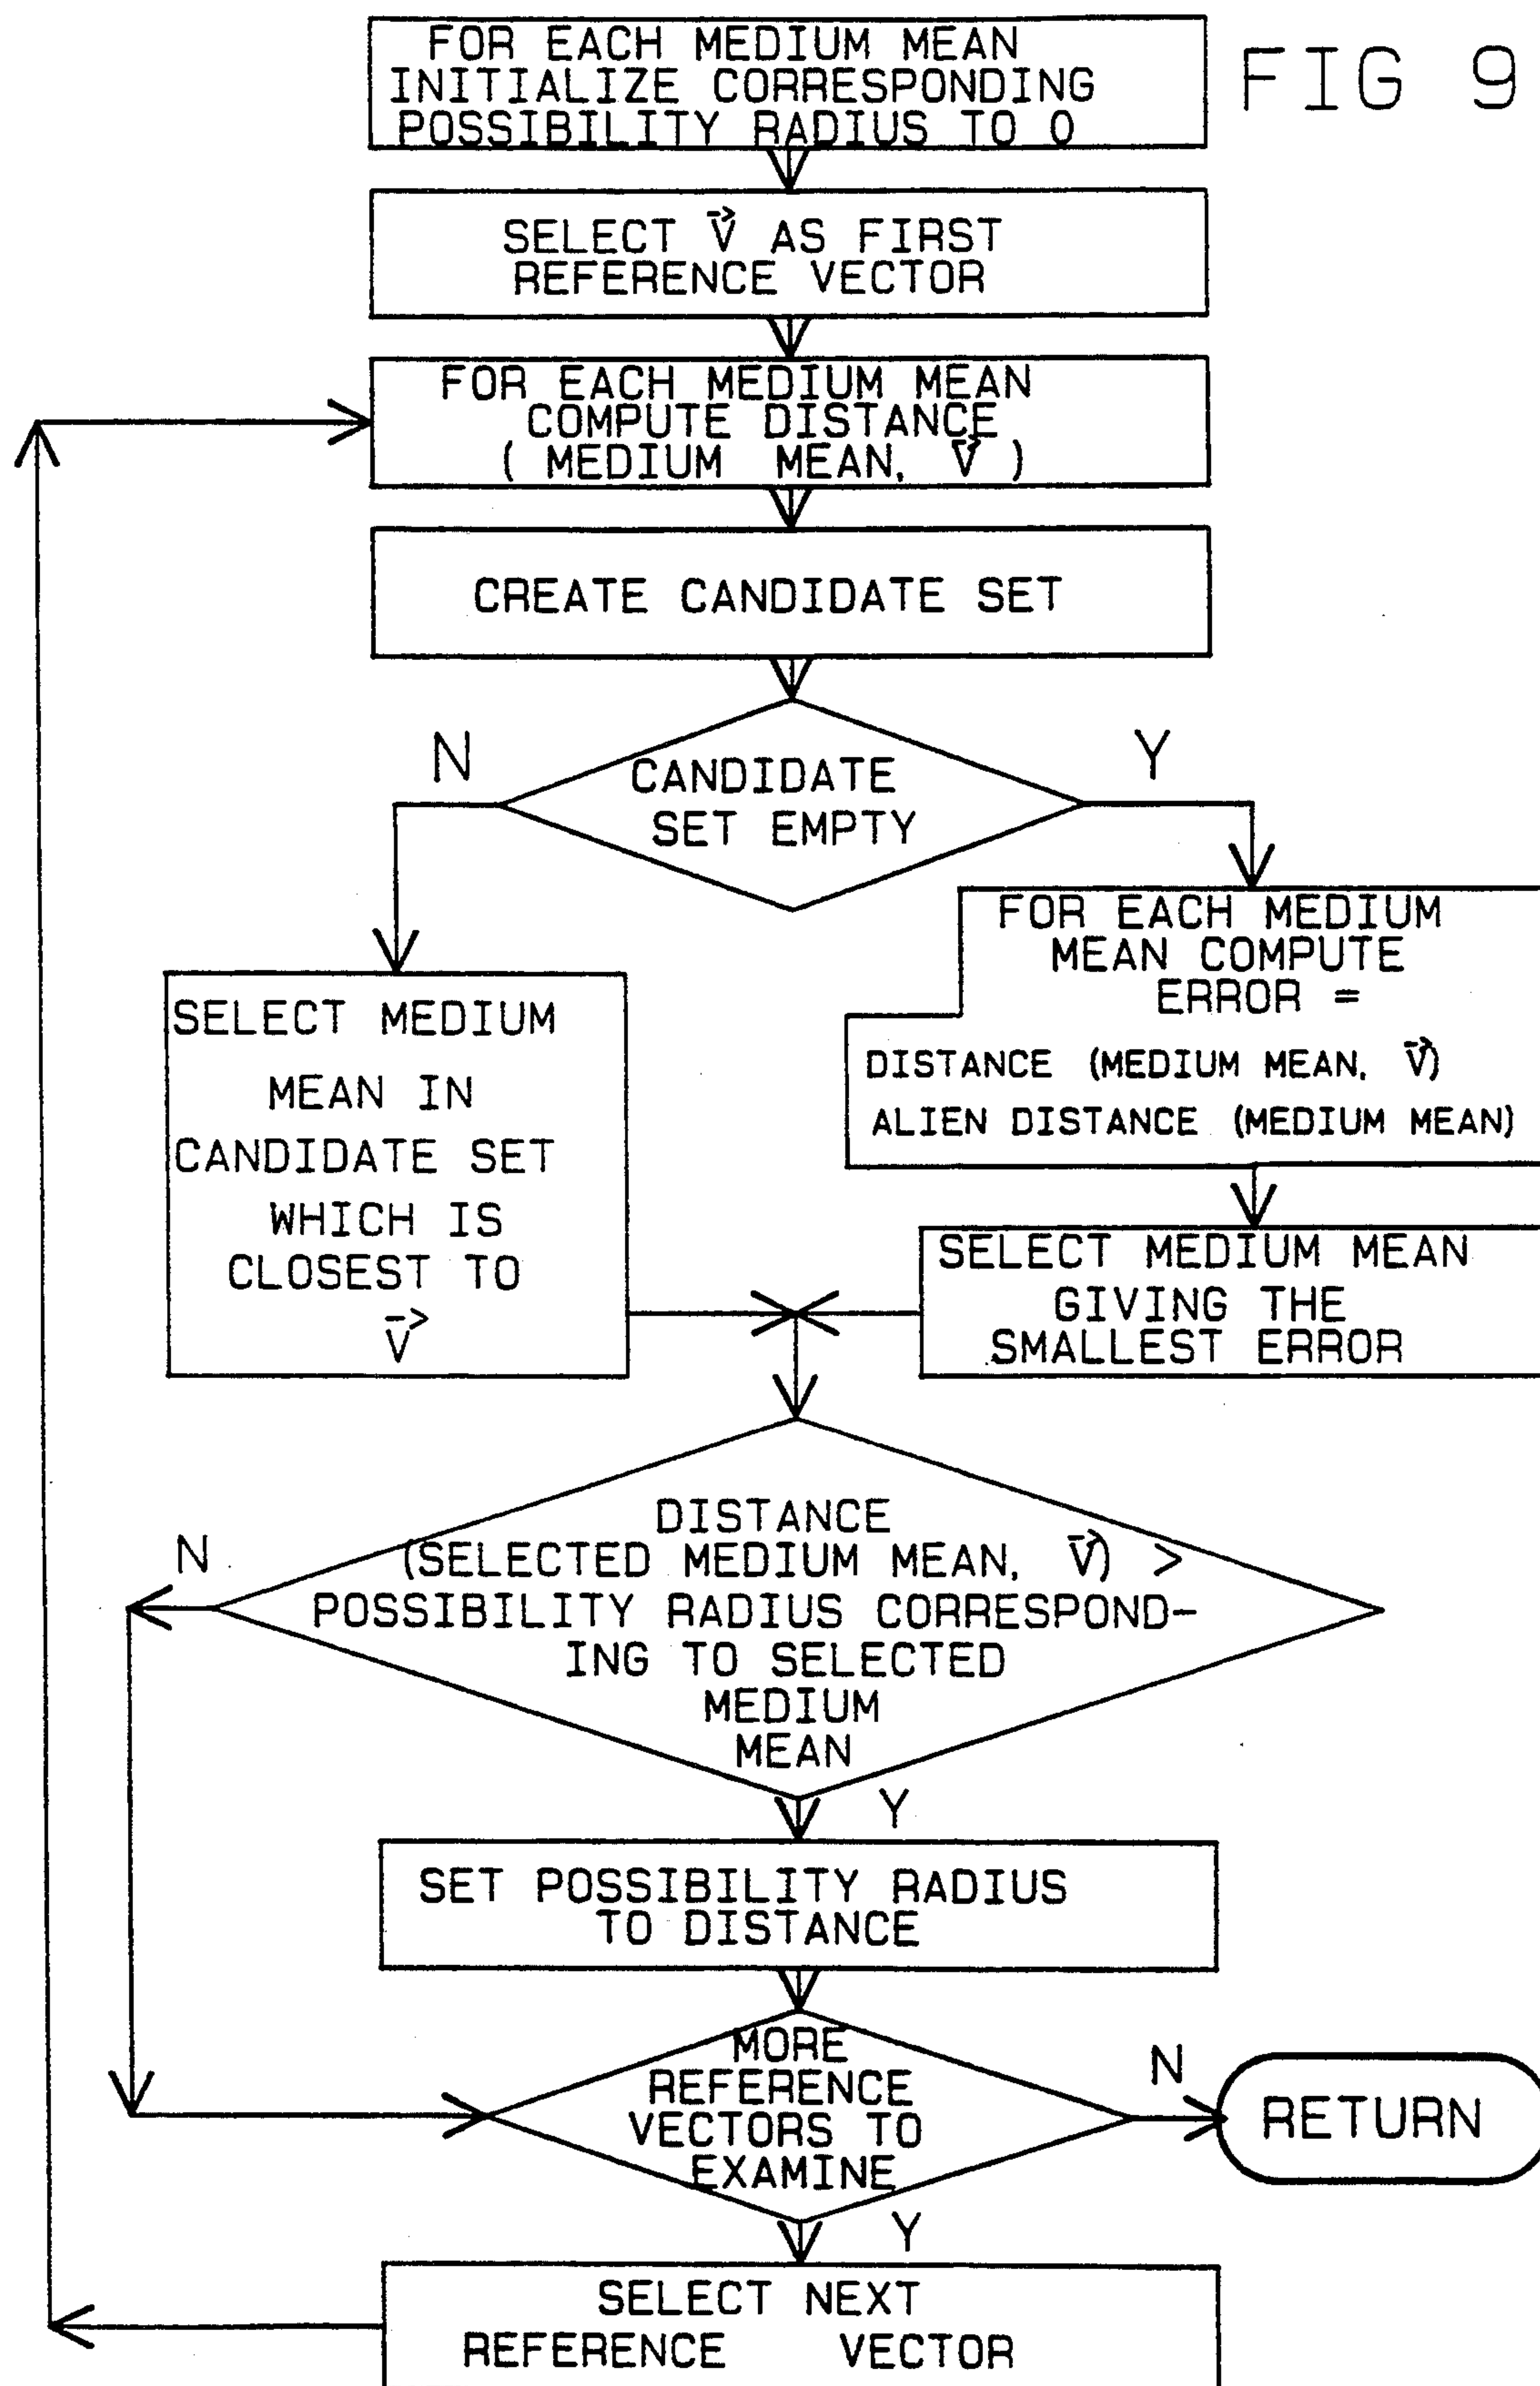 FOR EACH MEDIUM MEAN
INITIALIZE CORRESPONDING
POSSIBILITY RADIUS TO 0
FIG 9
SELECT V⃗ AS FIRST
REFERENCE VECTOR
FOR EACH MEDIUM MEAN
COMPUTE DISTANCE
( MEDIUM MEAN, V⃗ )
CREATE CANDIDATE SET
N
CANDIDATE
SET EMPTY
Y
SELECT MEDIUM
MEAN IN
CANDIDATE SET
WHICH IS
CLOSEST TO
V⃗
FOR EACH MEDIUM
MEAN COMPUTE
ERROR =
DISTANCE (MEDIUM MEAN, V⃗)
ALIEN DISTANCE (MEDIUM MEAN)
SELECT MEDIUM MEAN
GIVING THE
SMALLEST ERROR
N
DISTANCE
(SELECTED MEDIUM MEAN, V⃗) >
POSSIBILITY RADIUS CORRESPOND-
ING TO SELECTED
MEDIUM
MEAN
Y
SET POSSIBILITY RADIUS
TO DISTANCE
MORE
REFERENCE
VECTORS TO
EXAMINE
N
RETURN
Y
SELECT NEXT
REFERENCE VECTOR